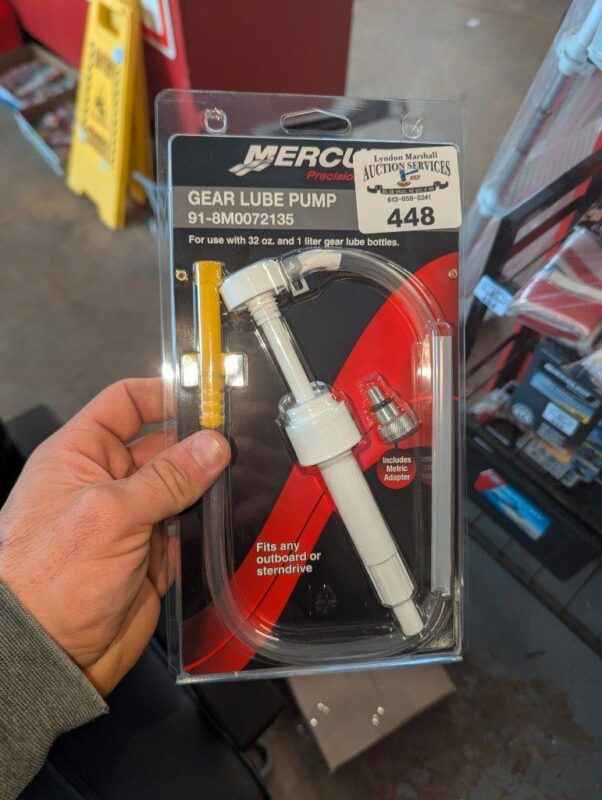 MERCU
Precision
Lyndon Marshall
AUCTION SERVICES
613-658-5241
448
GEAR LUBE PUMP
91-8M0072135
For use with 32 oz. and 1 liter gear lube bottles.
Includes
Metric
Adapter
Fits any
outboard or
sterndrive